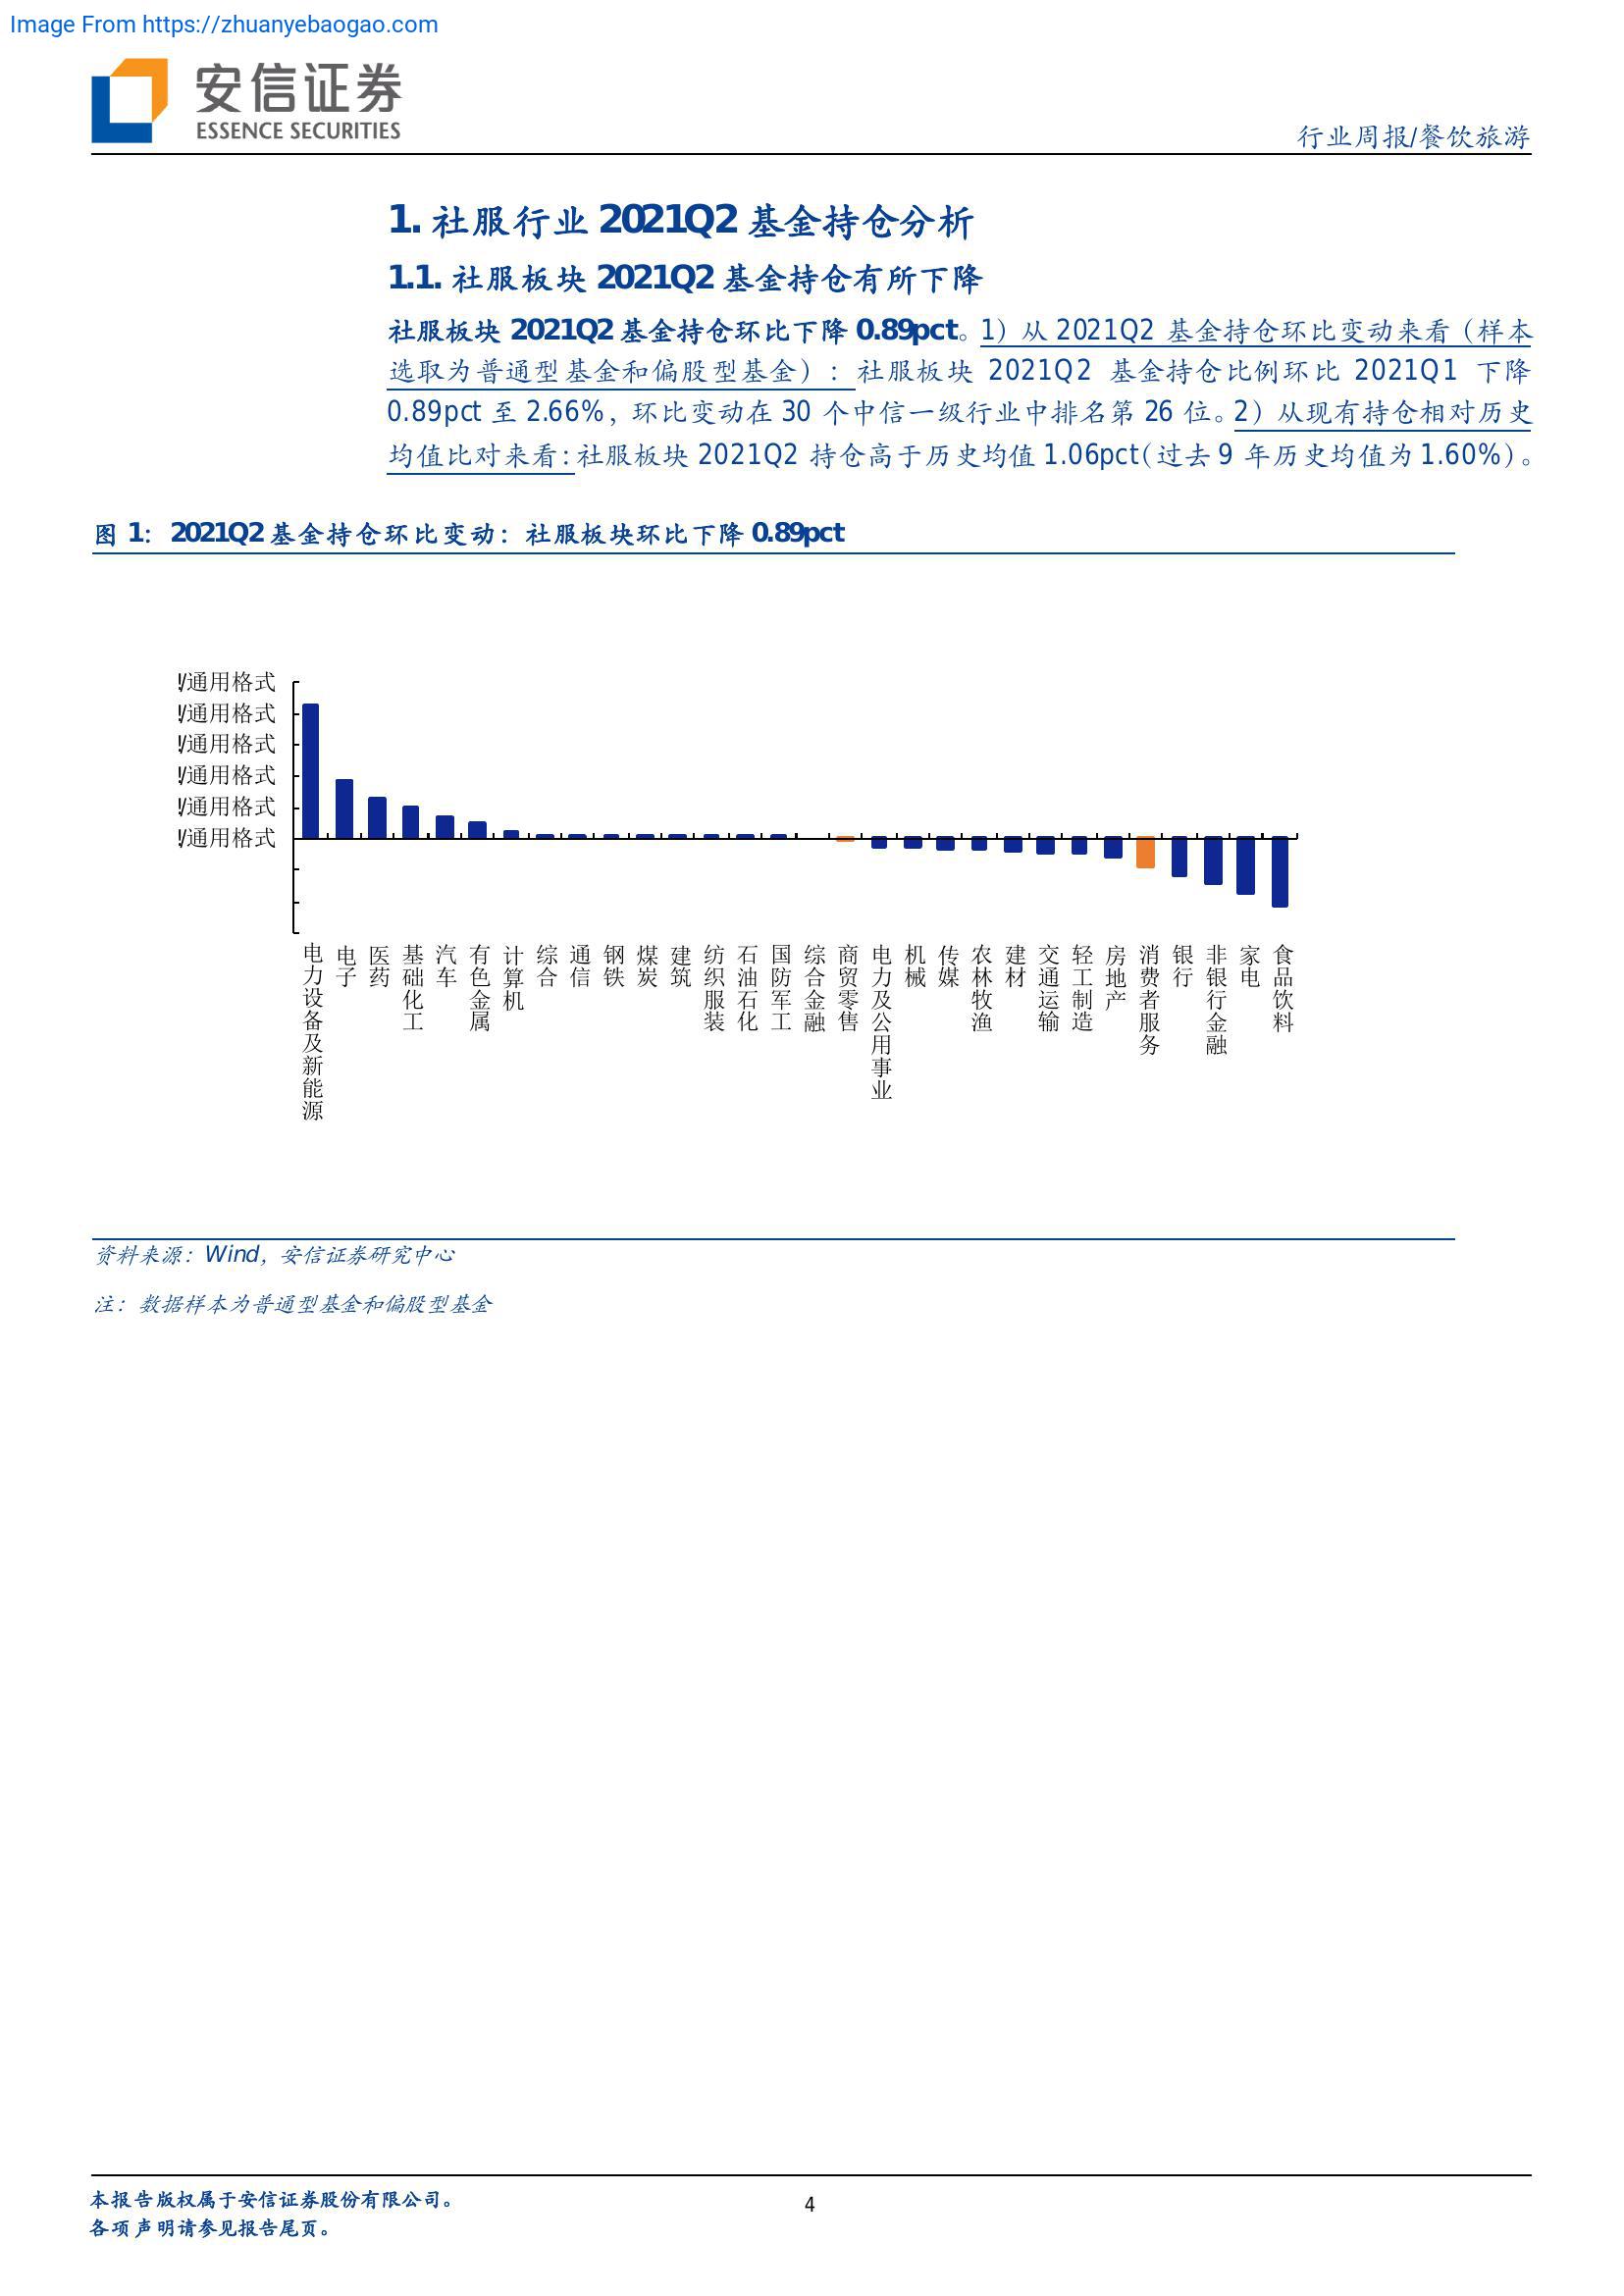 Image From https://zhuanyebaogao.com
安信证券
ESSENCE SECURITIES
行业周报/餐饮旅游
1. 社服行业 2021Q2 基金持仓分析
1.1. 社服板块 2021Q2 基金持仓有所下降
社服板块 2021Q2 基金持仓环比下降 0.89pct。1）从 2021Q2 基金持仓环比变动来看（样本
选取为普通型基金和偏股型基金）：社服板块 2021Q2 基金持仓比例环比 2021Q1 下降
0.89pct 至 2.66%，环比变动在 30 个中信一级行业中排名第 26 位。2）从现有持仓相对历史
均值比对来看：社服板块 2021Q2 持仓高于历史均值 1.06pct（过去 9 年历史均值为 1.60%）。
图 1：2021Q2 基金持仓环比变动：社服板块环比下降 0.89pct
!/通用格式
!/通用格式
!/通用格式
!/通用格式
!/通用格式
!/通用格式
电力设备及新能源
电子
医药
基础化工
汽车
有色金属
计算机
综合
通信
钢铁
煤炭
建筑
纺织服装
石油石化
国防军工
综合金融
商贸零售
电力及公用事业
机械
传媒
农林牧渔
建材
交通运输
轻工制造
房地产
消费者服务
银行
非银行金融
家电
食品饮料
资料来源：Wind，安信证券研究中心
注：数据样本为普通型基金和偏股型基金
本报告版权属于安信证券股份有限公司。
各项声明请参见报告尾页。
4